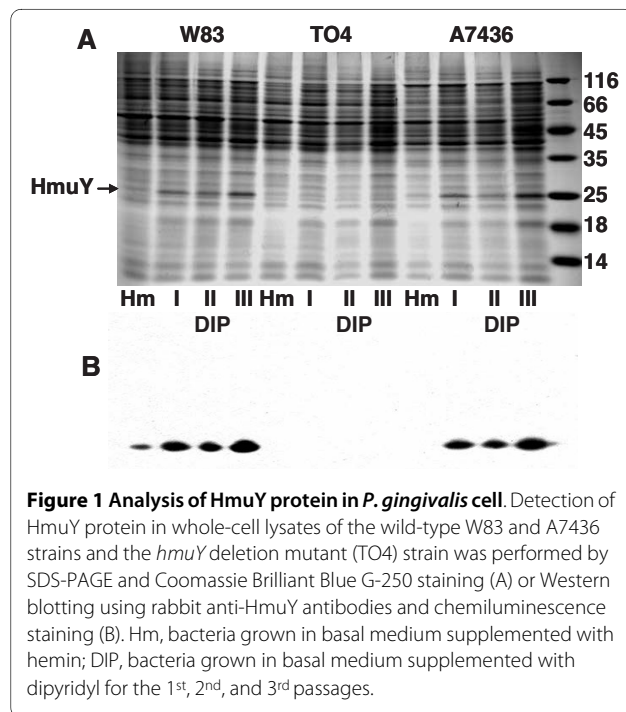 A
W83 TO4 A7436
116
66
45
35
HmuY
25
18
14
Hm I II III Hm I II III Hm I II III
DIP DIP DIP
B
Figure 1 Analysis of HmuY protein in P. gingivalis cell. Detection of
HmuY protein in whole-cell lysates of the wild-type W83 and A7436
strains and the hmuY deletion mutant (TO4) strain was performed by
SDS-PAGE and Coomassie Brilliant Blue G-250 staining (A) or Western
blotting using rabbit anti-HmuY antibodies and chemiluminescence
staining (B). Hm, bacteria grown in basal medium supplemented with
hemin; DIP, bacteria grown in basal medium supplemented with
dipyridyl for the 1st, 2nd, and 3rd passages.